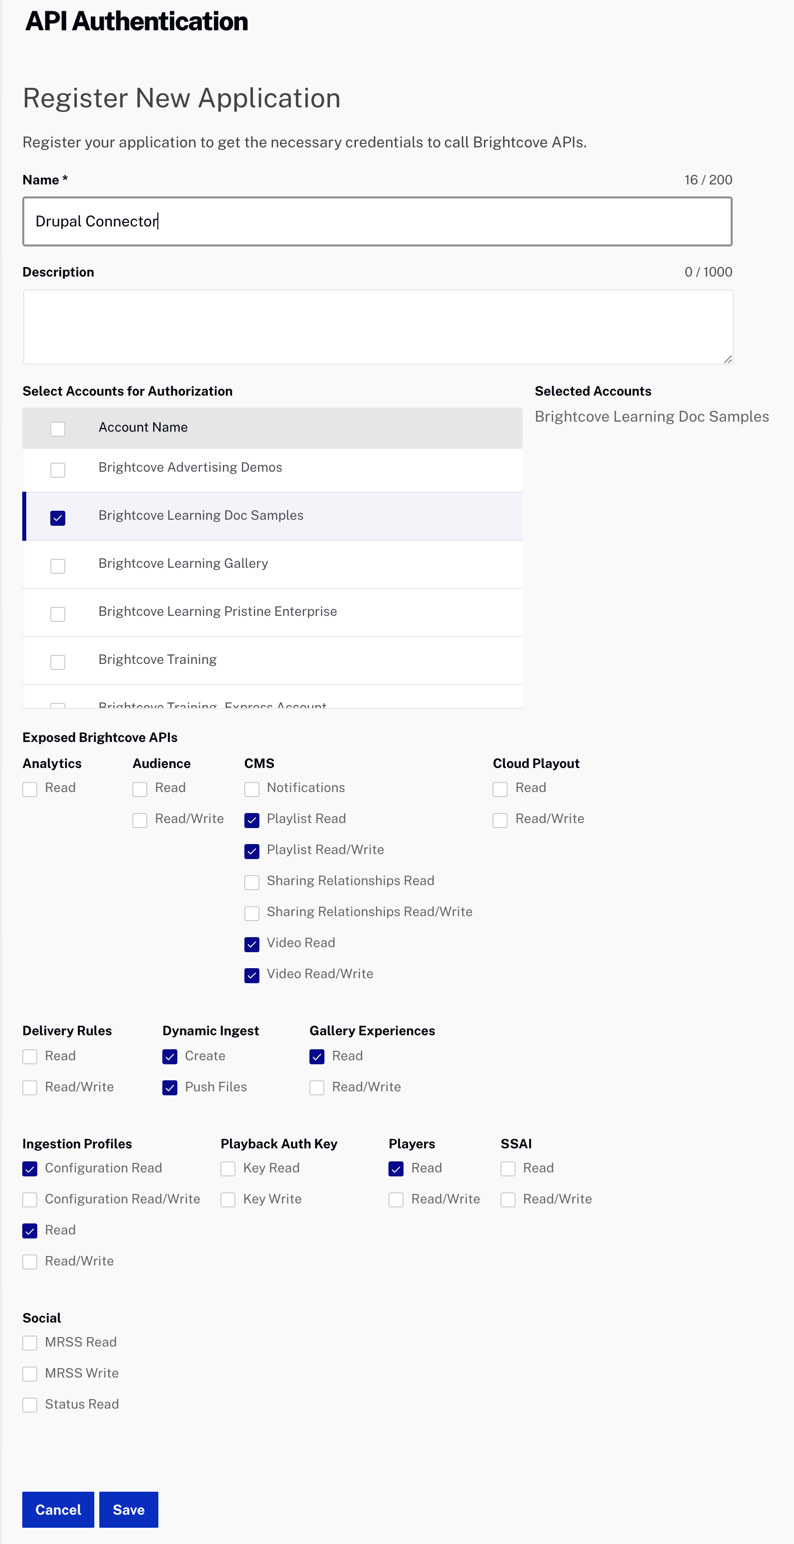 API Authentication
Register New Application
Register your application to get the necessary credentials to call Brightcove APIs.
Name * 16 / 200
Drupal Connector
Description 0 / 1000
Select Accounts for Authorization Selected Accounts
Brightcove Learning Doc Samples
Account Name
Brightcove Advertising Demos
Brightcove Learning Doc Samples
Brightcove Learning Gallery
Brightcove Learning Pristine Enterprise
Brightcove Training
Brightcove Training, Express Account
Exposed Brightcove APIs
Analytics Audience CMS Cloud Playout
Read Read Notifications Read
Read/Write Playlist Read Read/Write
Playlist Read/Write
Sharing Relationships Read
Sharing Relationships Read/Write
Video Read
Video Read/Write
Delivery Rules Dynamic Ingest Gallery Experiences
Read Create Read
Read/Write Push Files Read/Write
Ingestion Profiles Playback Auth Key Players SSAI
Configuration Read Key Read Read Read
Configuration Read/Write Key Write Read/Write Read/Write
Read
Read/Write
Social
MRSS Read
MRSS Write
Status Read
Cancel Save